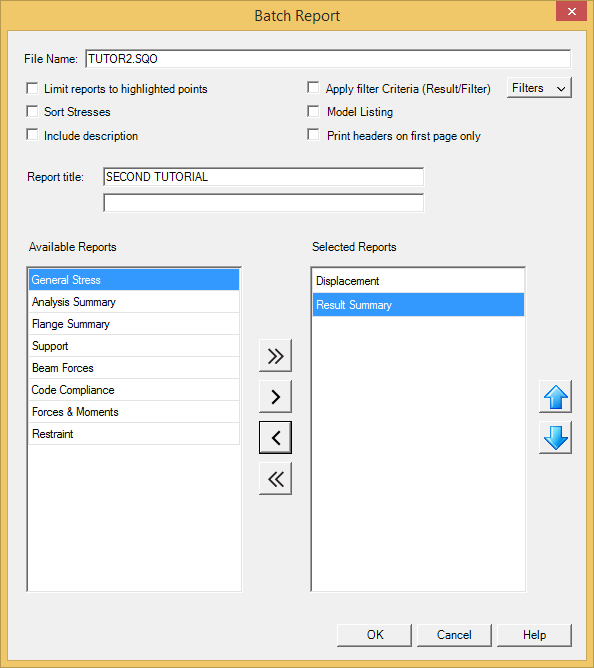 Batch Report
File Name: TUTOR2.SQO
Limit reports to highlighted points
Apply filter Criteria (Result/Filter)
Filters
Sort Stresses
Model Listing
Include description
Print headers on first page only
Report title: SECOND TUTORIAL
Available Reports
General Stress
Analysis Summary
Flange Summary
Support
Beam Forces
Code Compliance
Forces & Moments
Restraint
Selected Reports
Displacement
Result Summary
OK
Cancel
Help